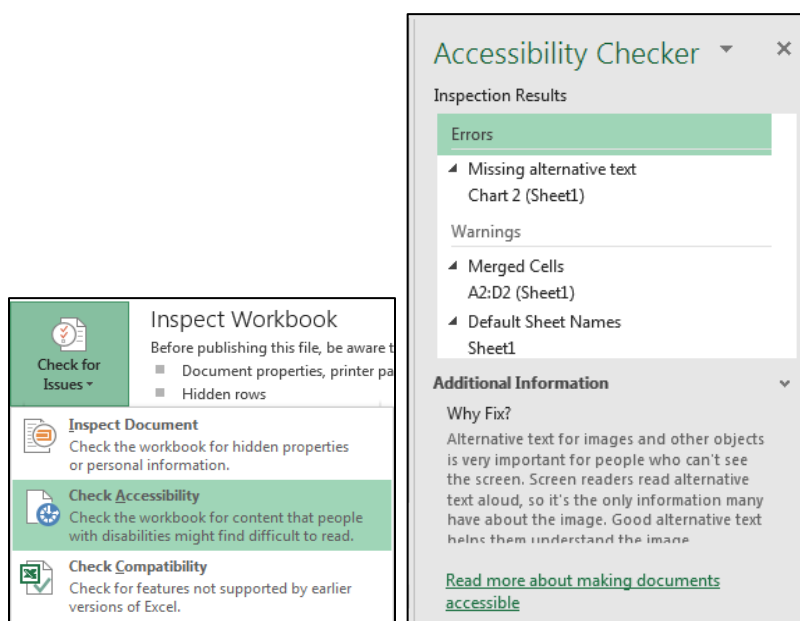 Check for
Issues
Inspect Workbook
Before publishing this file, be aware
Document properties, printer
Hidden rows
Inspect Document
Check the workbook for hidden properties
or personal information.
Check Accessibility
Check the workbook for content that people
with disabilities might find difficult to read.
Check Compatibility
Check for features not supported by earlier
versions of Excel.
Accessibility Checker
Inspection Results
Errors
Missing alternative text
Chart 2 (Sheet1)
Warnings
Merged Cells
A2:D2 (Sheet1)
Default Sheet Names
Sheet1
Additional Information
Why Fix?
Alternative text for images and other objects
is very important for people who can't see
the screen. Screen readers read alternative
text aloud, so it's the only information many
have about the image. Good alternative text
helps them understand the image
Read more about making documents
accessible